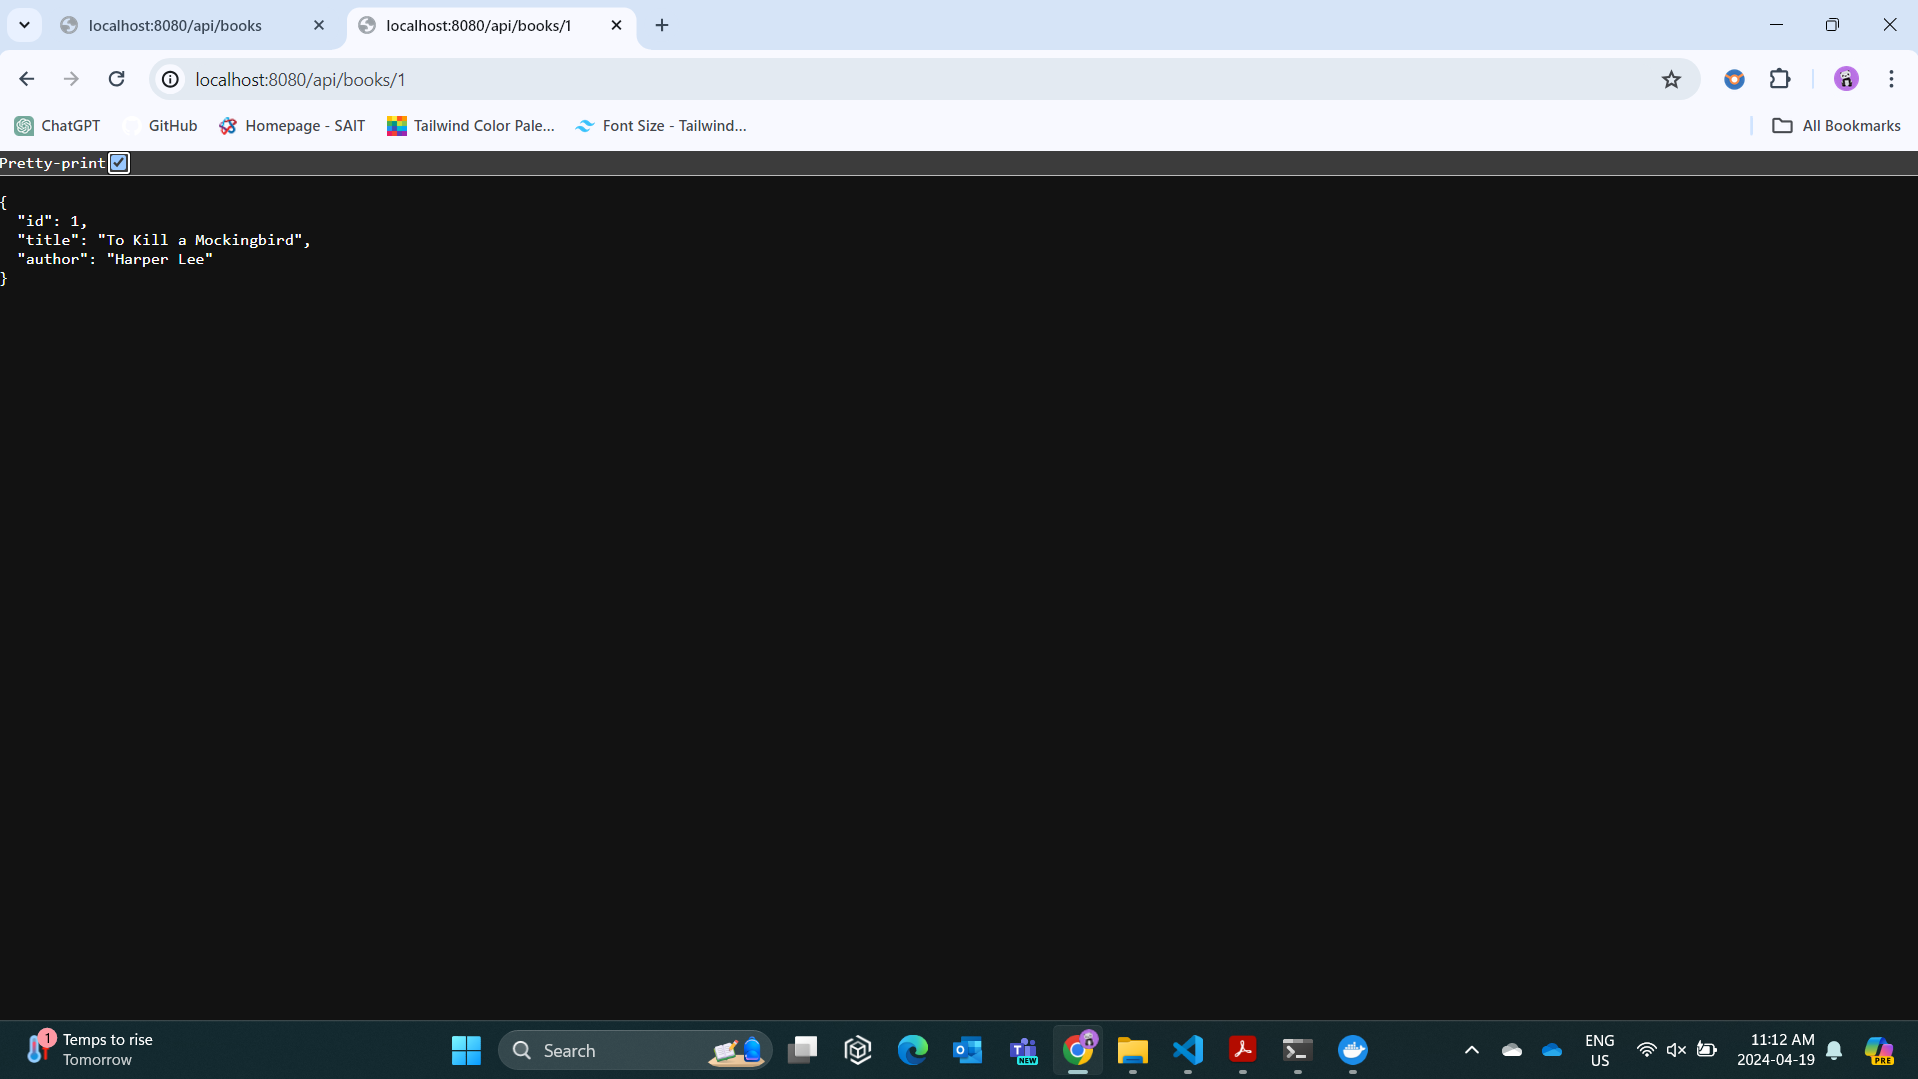 localhost:8080/api/books
localhost:8080/api/books/1
localhost:8080/api/books/1
ChatGPT
GitHub
Homepage - SAIT
Tailwind Color Pale...
Font Size - Tailwind...
All Bookmarks
Pretty-print
{
"id": 1,
"title": "To Kill a Mockingbird",
"author": "Harper Lee"
}
1
Temps to rise
Tomorrow
Search
NEW
ENG
US
11:12 AM
2024-04-19
PRE